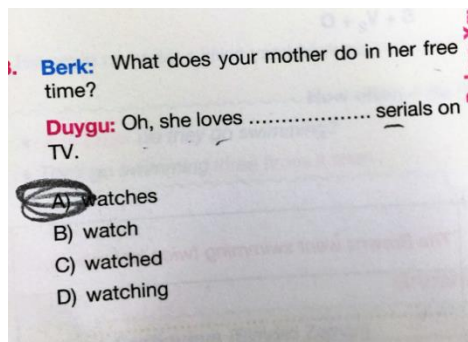 3. Berk: What does your mother do in her free
time?
Duygu: Oh, she loves .................... serials on
TV.
A) watches
B) watch
C) watched
D) watching